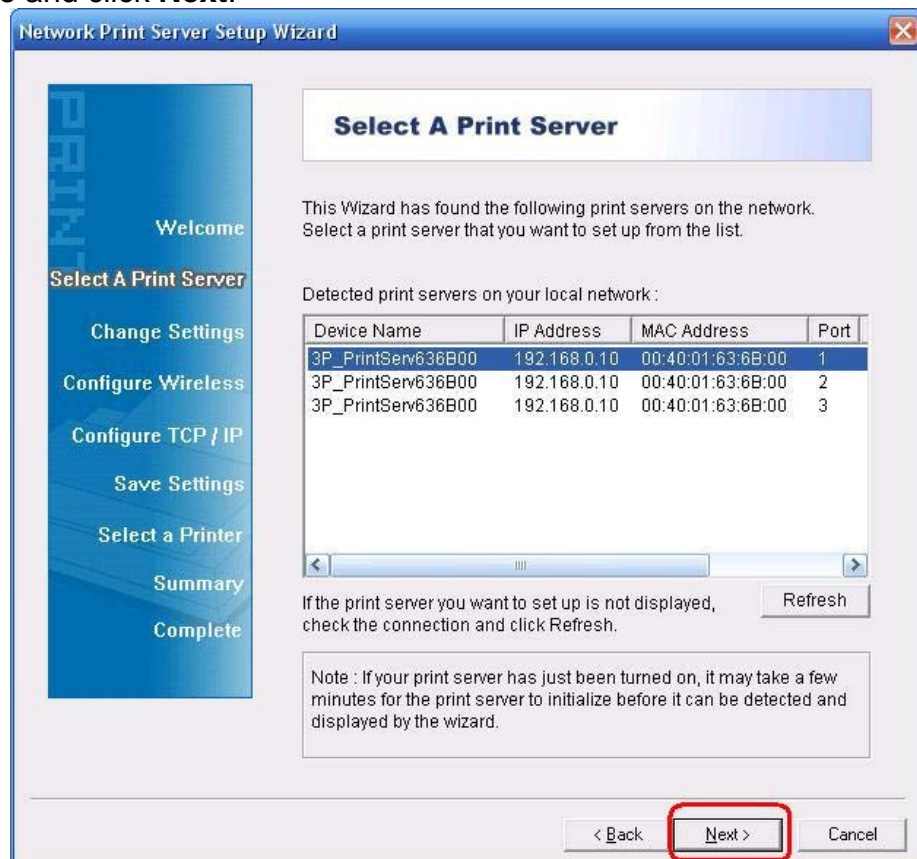 and click Next.
Network Print Server Setup Wizard
PRINT
Welcome
Select A Print Server
Change Settings
Configure Wireless
Configure TCP / IP
Save Settings
Select a Printer
Summary
Complete
Select A Print Server
This Wizard has found the following print servers on the network.
Select a print server that you want to set up from the list.
Detected print servers on your local network :
Device Name IP Address MAC Address Port
3P_PrintServ636B00 192.168.0.10 00:40:01:63:6B:00 1
3P_PrintServ636B00 192.168.0.10 00:40:01:63:6B:00 2
3P_PrintServ636B00 192.168.0.10 00:40:01:63:6B:00 3
If the print server you want to set up is not displayed,
check the connection and click Refresh.
Refresh
Note : If your print server has just been turned on, it may take a few
minutes for the print server to initialize before it can be detected and
displayed by the wizard.
< Back Next > Cancel